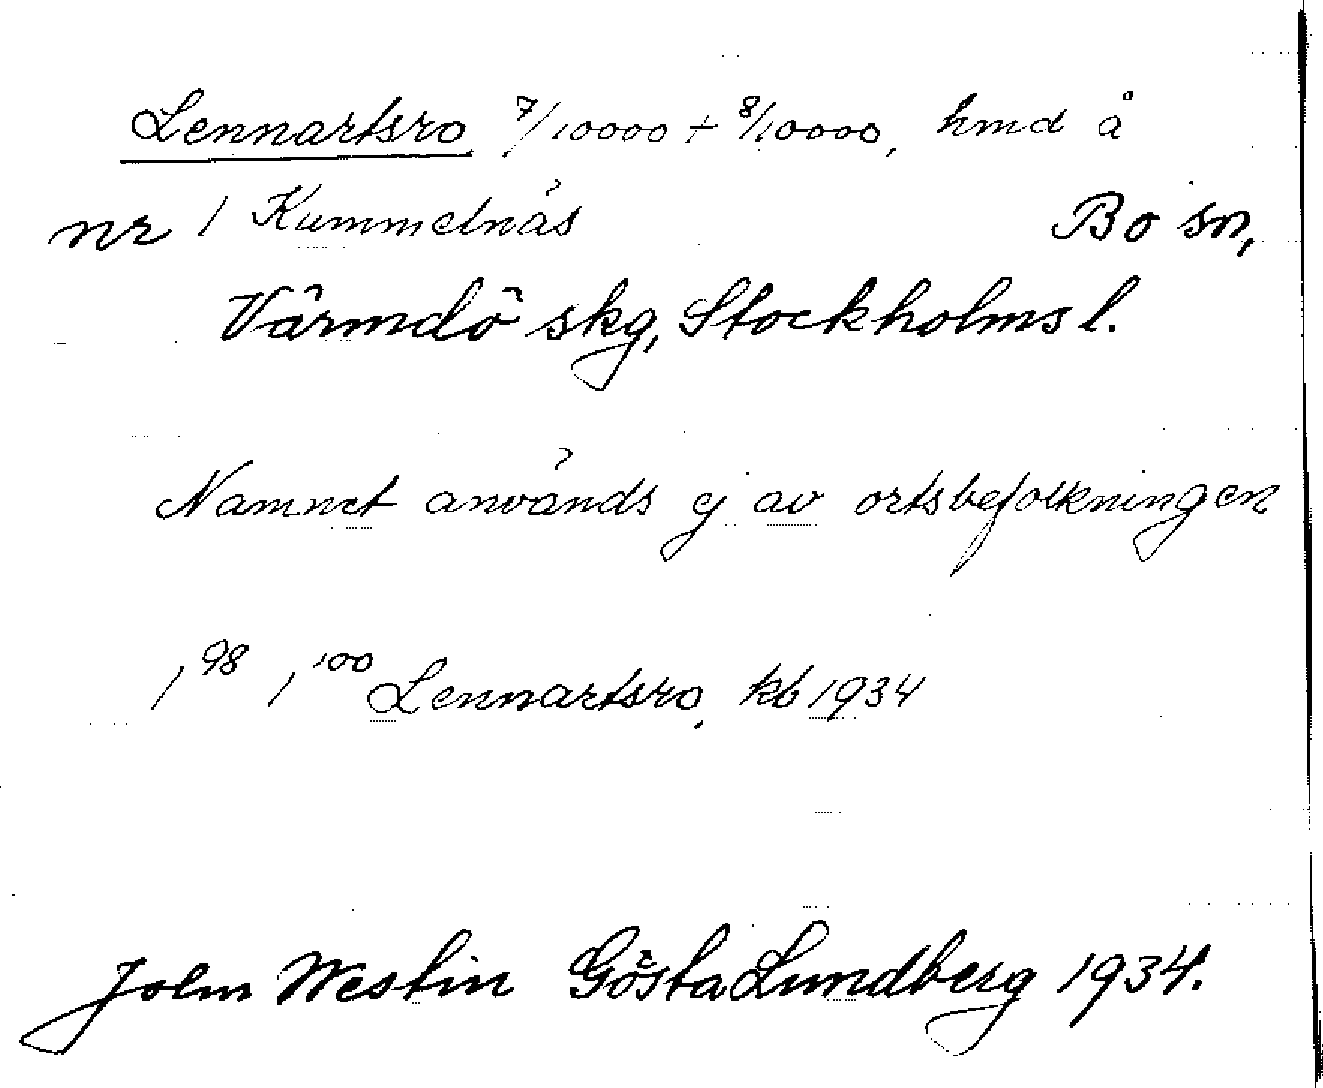 Lennartsro 7/10000 + 8/10000, hmd å
nr 1 Kummelnäs Bo sn,
Värmdö skg, Stockholms l.
Namnet används ej av ortsbefolkningen
1^98 1^100 Lennartsro, kb 1934
John Westin Gösta Lundberg 1934.